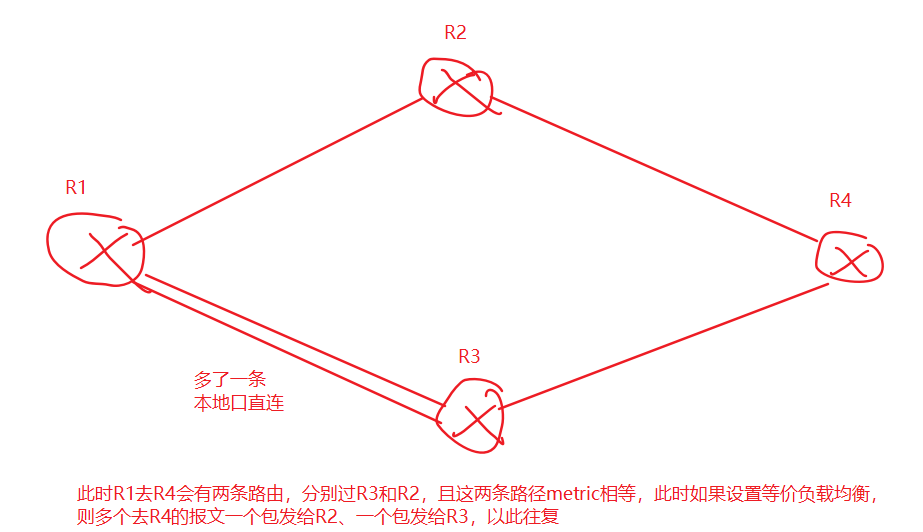 R2
R1
R4
R3
多了一条
本地口直连
此时R1去R4会有两条路由，分别过R3和R2，且这两条路径metric相等，此时如果设置等价负载均衡，
则多个去R4的报文一个包发给R2、一个包发给R3，以此往复